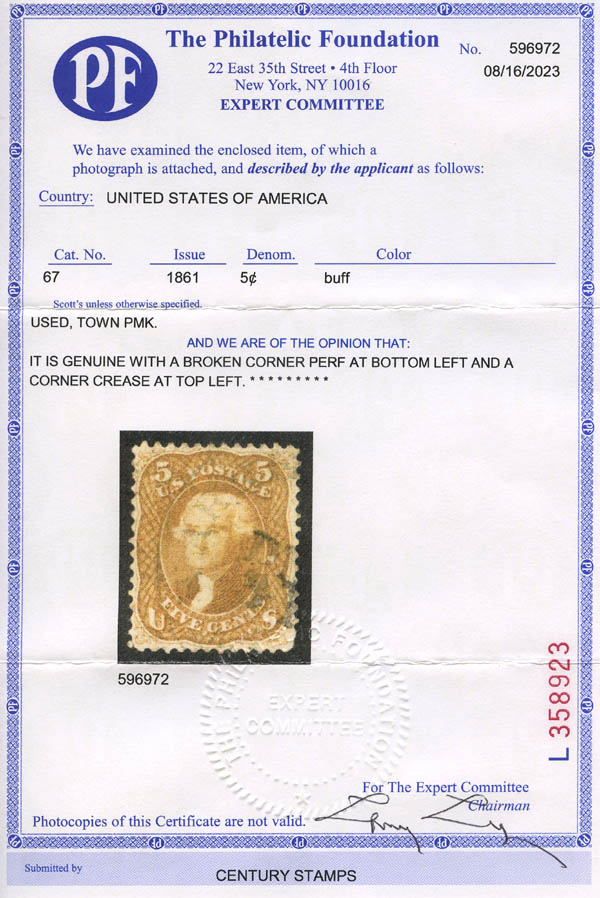 PF
The Philatelic Foundation
22 East 35th Street • 4th Floor
New York, NY 10016
EXPERT COMMITTEE
No. 596972
08/16/2023
We have examined the enclosed item, of which a
photograph is attached, and described by the applicant as follows:
Country: UNITED STATES OF AMERICA
Cat. No. Issue Denom. Color
67 1861 5¢ buff
Scott's unless otherwise specified.
USED, TOWN PMK.
AND WE ARE OF THE OPINION THAT:
IT IS GENUINE WITH A BROKEN CORNER PERF AT BOTTOM LEFT AND A
CORNER CREASE AT TOP LEFT. * * * * * * * * *
5 5
U.S. POSTAGE
U S
FIVE CENTS
596972
THE PHILATELIC FOUNDATION
EXPERT
COMMITTEE
L 358923
For The Expert Committee
Chairman
Photocopies of this Certificate are not valid.
Submitted by
CENTURY STAMPS